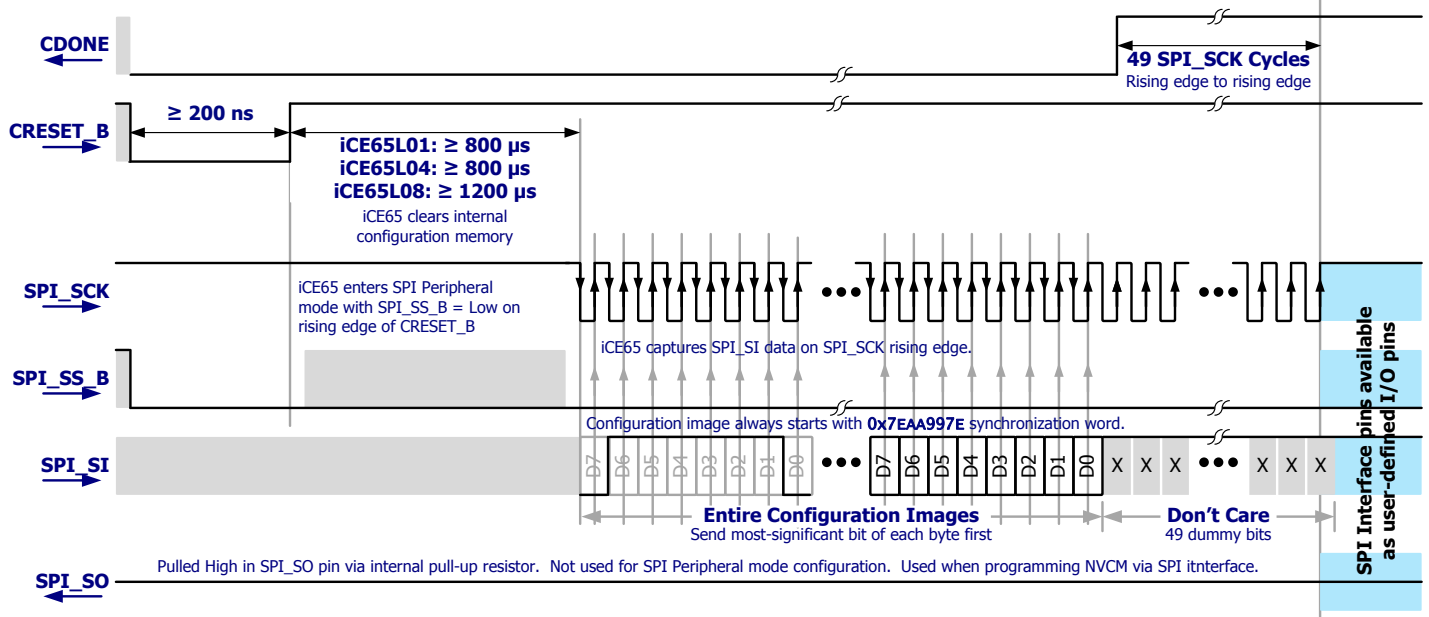 CDONE
49 SPI_SCK Cycles
Rising edge to rising edge
CRESET_B
≥ 200 ns
iCE65L01: ≥ 800 µs
iCE65L04: ≥ 800 µs
iCE65L08: ≥ 1200 µs
iCE65 clears internal
configuration memory
SPI_SCK
iCE65 enters SPI Peripheral
mode with SPI_SS_B = Low on
rising edge of CRESET_B
iCE65 captures SPI_SI data on SPI_SCK rising edge.
SPI_SS_B
Configuration image always starts with 0x7EAA997E synchronization word.
SPI_SI
D7 D6 D5 D4 D3 D2 D1 D0 ●●● D7 D6 D5 D4 D3 D2 D1 D0 X X X ●●● X X X
Entire Configuration Images
Send most-significant bit of each byte first
Don't Care
49 dummy bits
SPI Interface pins available
as user-defined I/O pins
Pulled High in SPI_SO pin via internal pull-up resistor. Not used for SPI Peripheral mode configuration. Used when programming NVCM via SPI itnterface.
SPI_SO